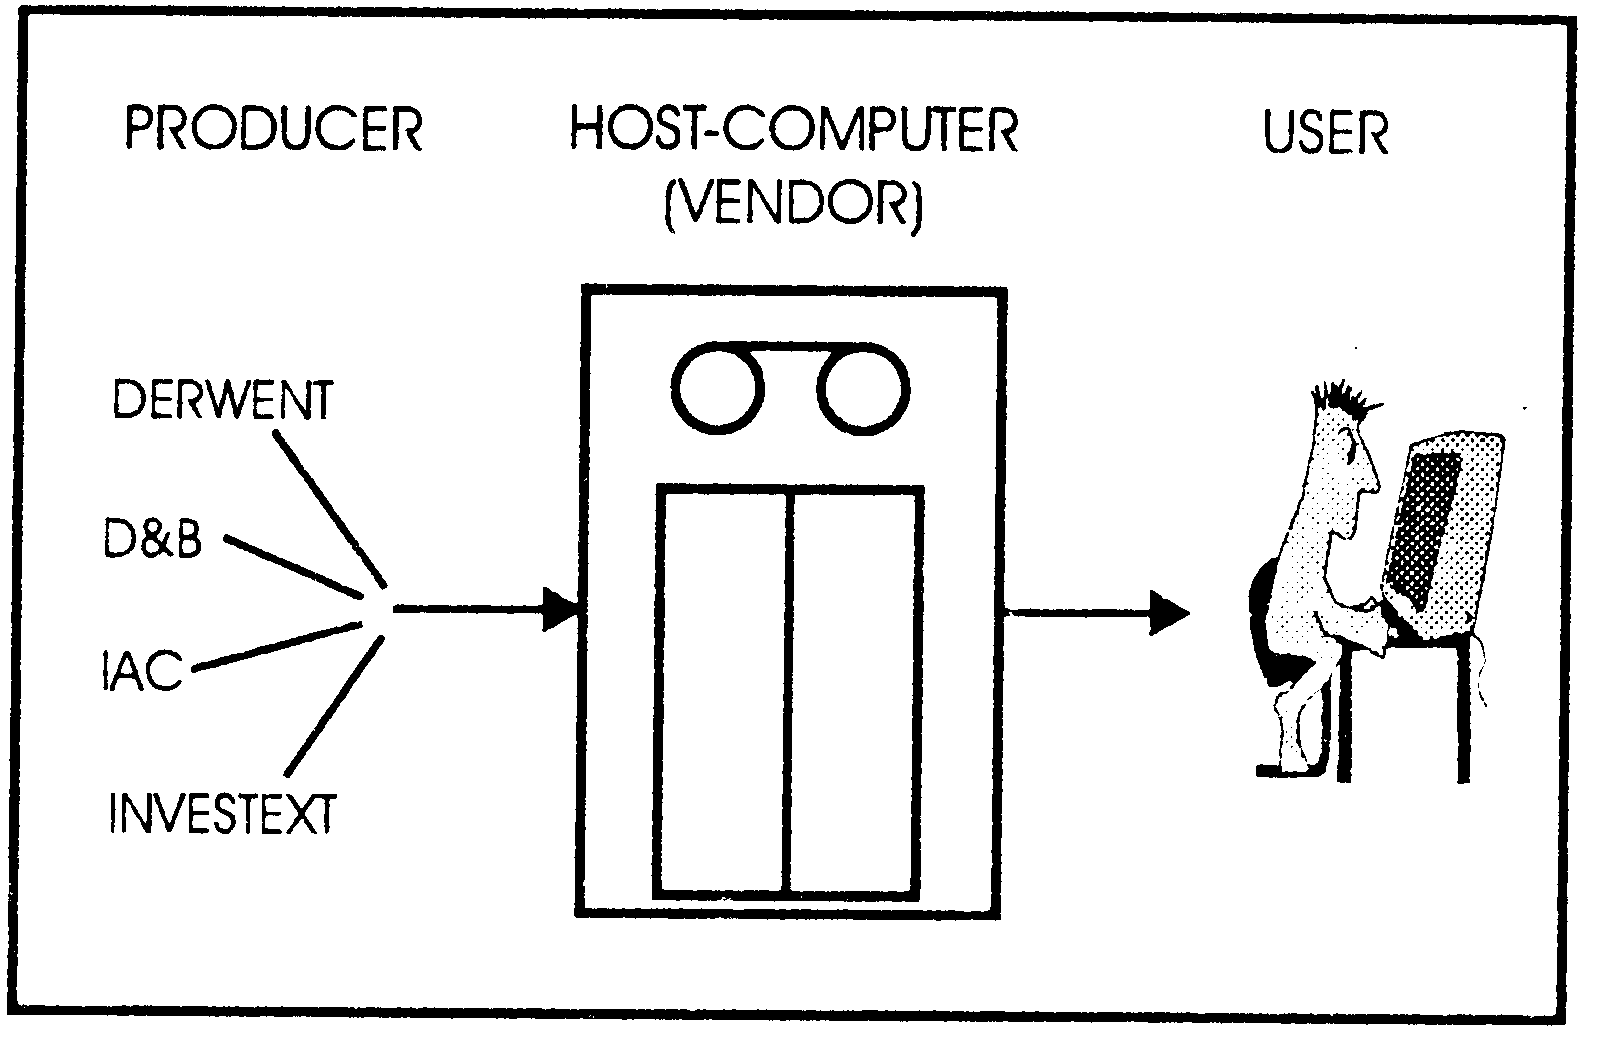 PRODUCER
HOST-COMPUTER
(VENDOR)
USER
DERWENT
D&B
IAC
INVESTEXT